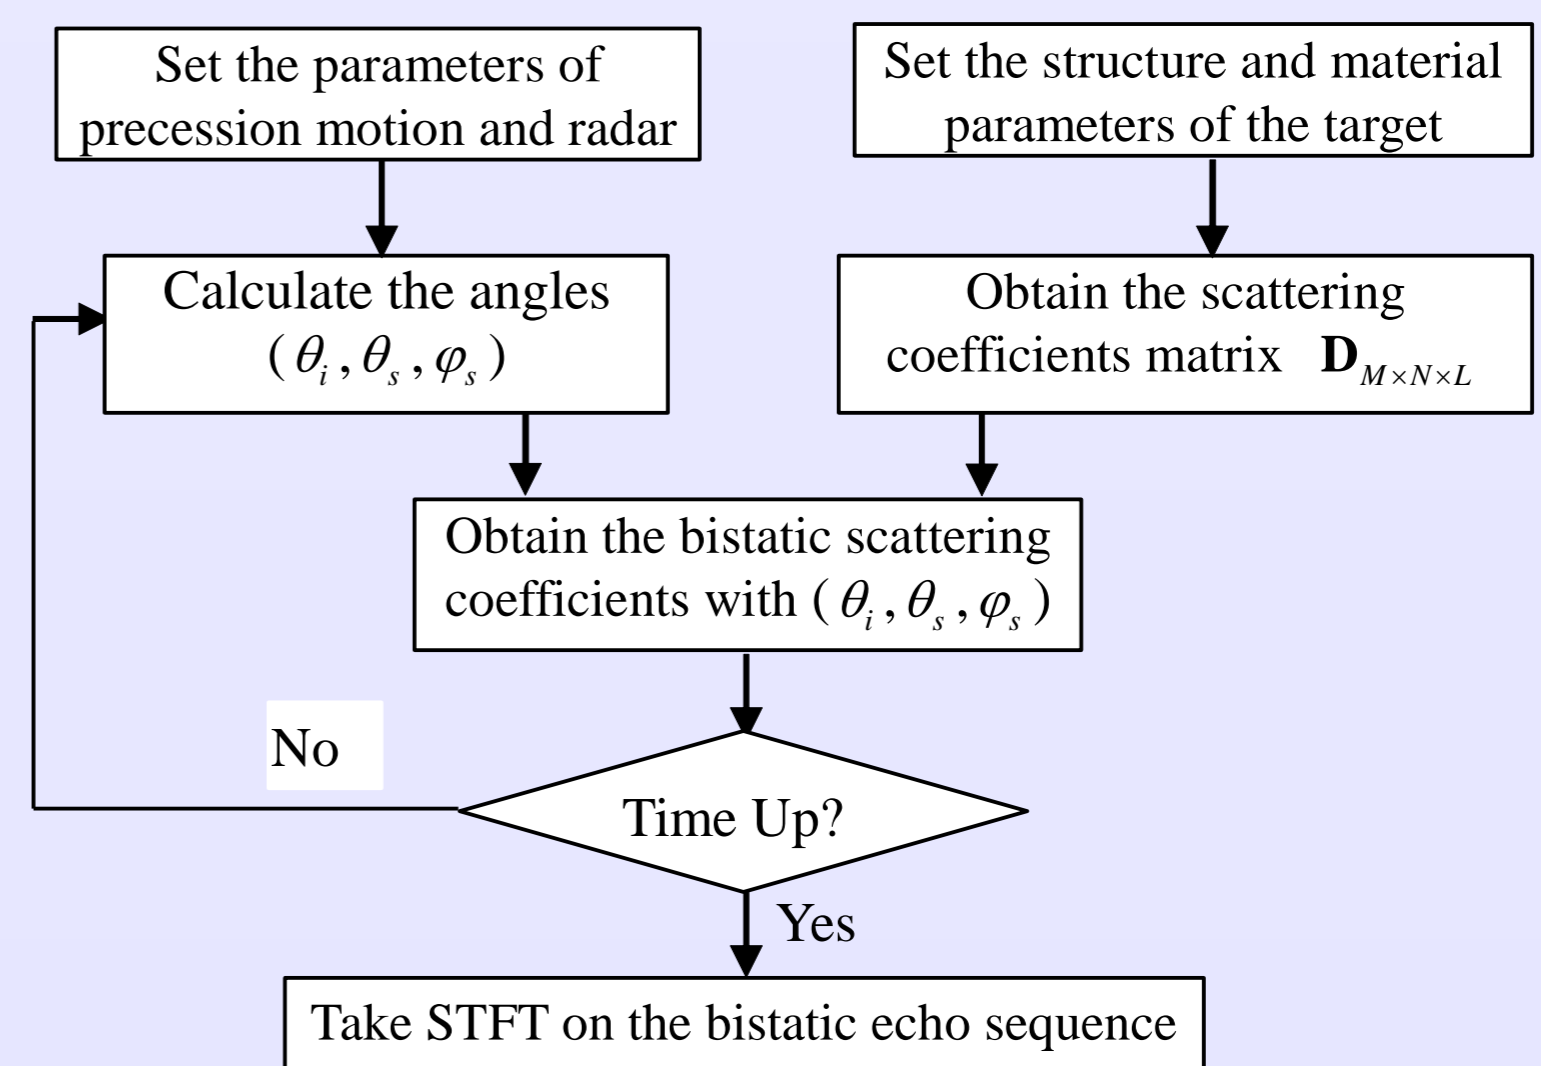 Set the parameters of
precession motion and radar
Set the structure and material
parameters of the target
Calculate the angles
( θi , θs , φs )
Obtain the scattering
coefficients matrix D M×N×L
Obtain the bistatic scattering
coefficients with ( θi , θs , φs )
No
Time Up?
Yes
Take STFT on the bistatic echo sequence